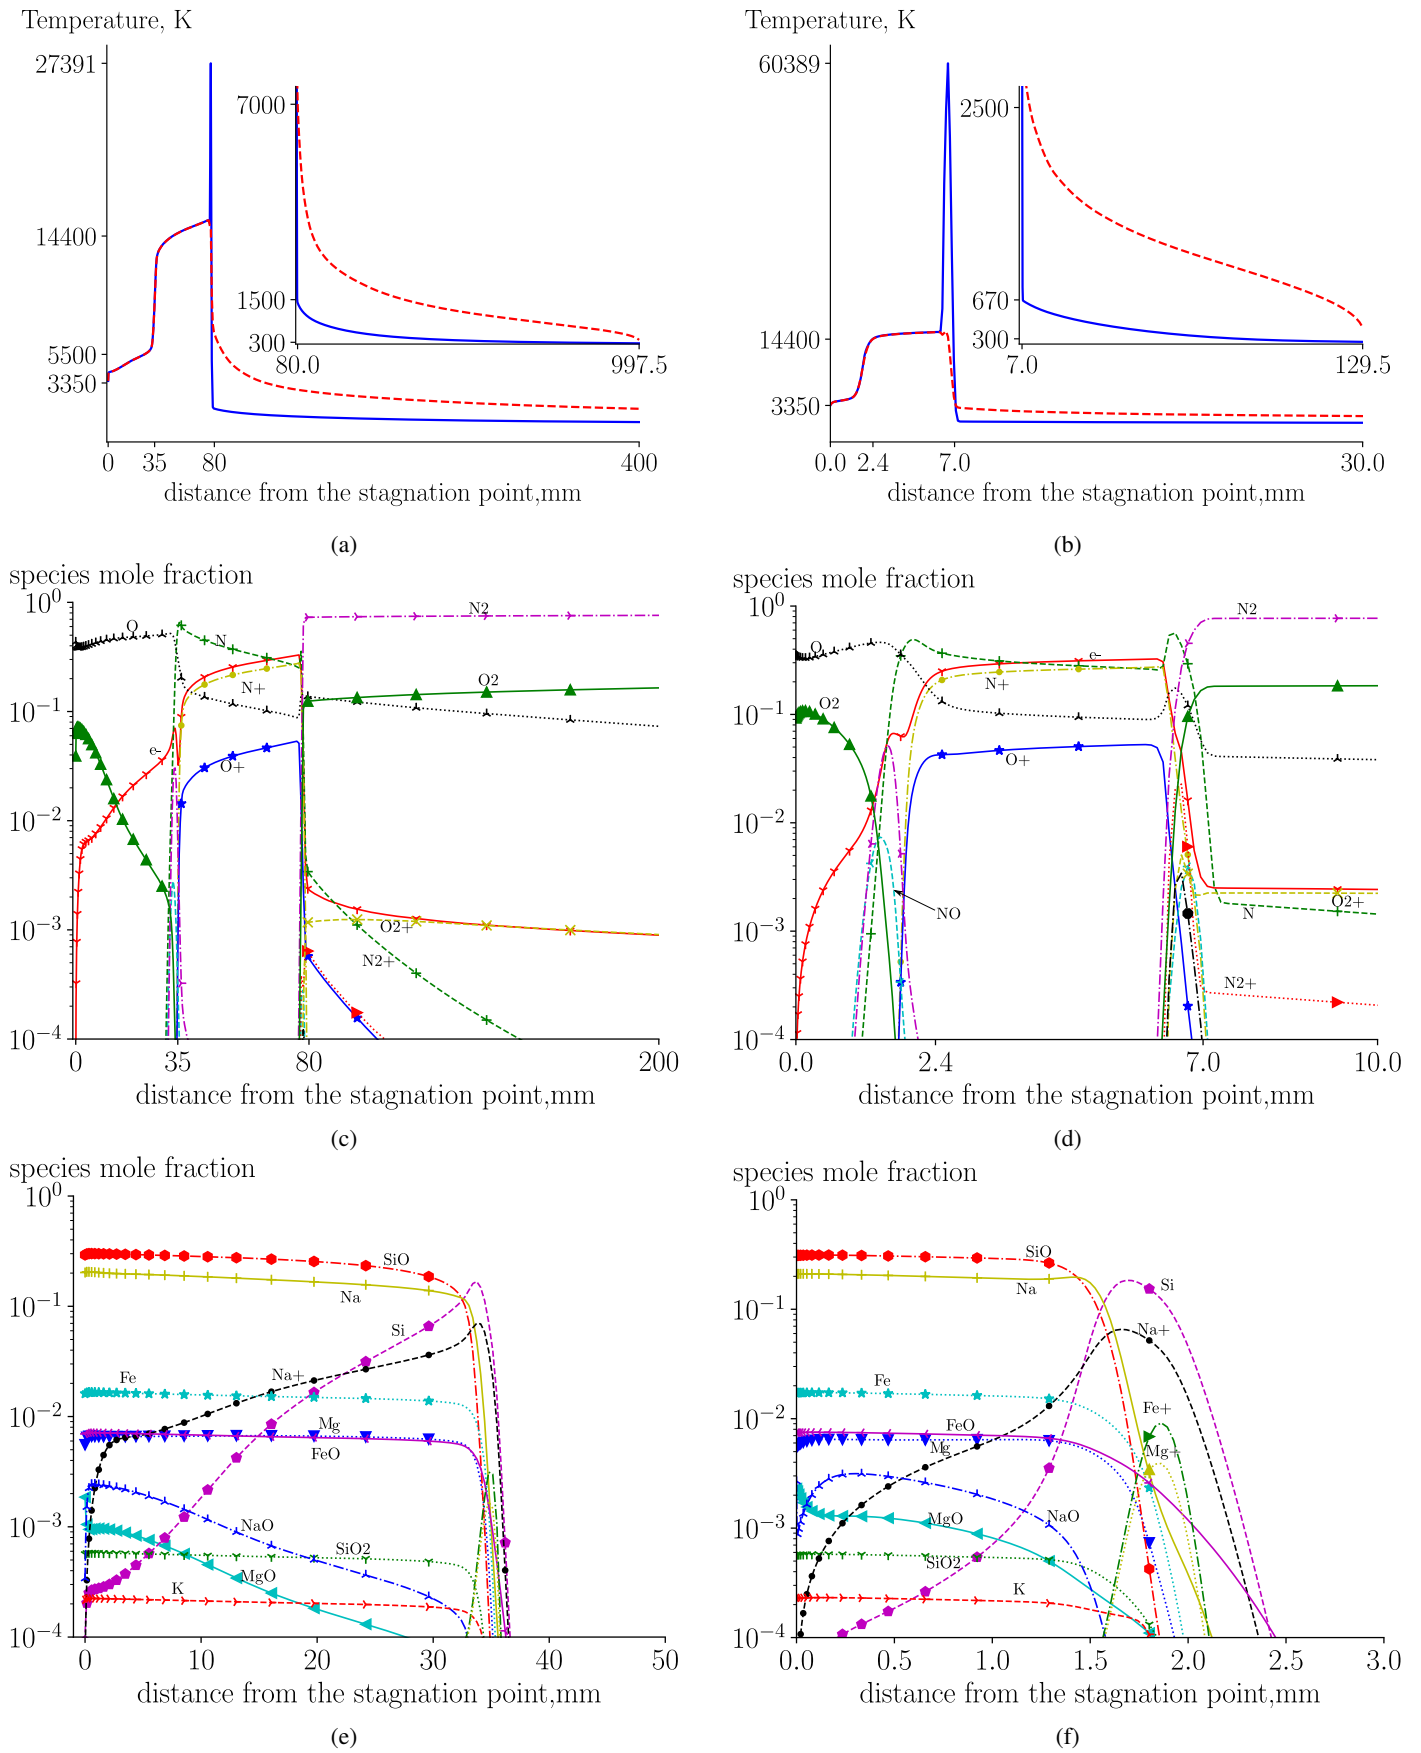 Temperature, K
27391
14400
5500
3350
0 35 80 400
distance from the stagnation point,mm
7000
1500
300
80.0 997.5
(a)
Temperature, K
60389
14400
3350
0.0 2.4 7.0 30.0
distance from the stagnation point,mm
2500
670
300
7.0 129.5
(b)
species mole fraction
10^0
10^-1
10^-2
10^-3
10^-4
0 35 80 200
distance from the stagnation point,mm
O
N
N2
O2
N+
e-
O+
O2+
N2+
(c)
species mole fraction
10^0
10^-1
10^-2
10^-3
10^-4
0.0 2.4 7.0 10.0
distance from the stagnation point,mm
N2
O
e-
N+
O2
O+
NO
O2+
N
N2+
(d)
species mole fraction
10^0
10^-1
10^-2
10^-3
10^-4
0 10 20 30 40 50
distance from the stagnation point,mm
SiO
Na
Si
Fe
Na+
Mg
FeO
NaO
SiO2
MgO
K
(e)
species mole fraction
10^0
10^-1
10^-2
10^-3
10^-4
0.0 0.5 1.0 1.5 2.0 2.5 3.0
distance from the stagnation point,mm
SiO
Na
Si
Na+
Fe
Fe+
FeO
Mg
Mg+
MgO
NaO
SiO2
K
(f)